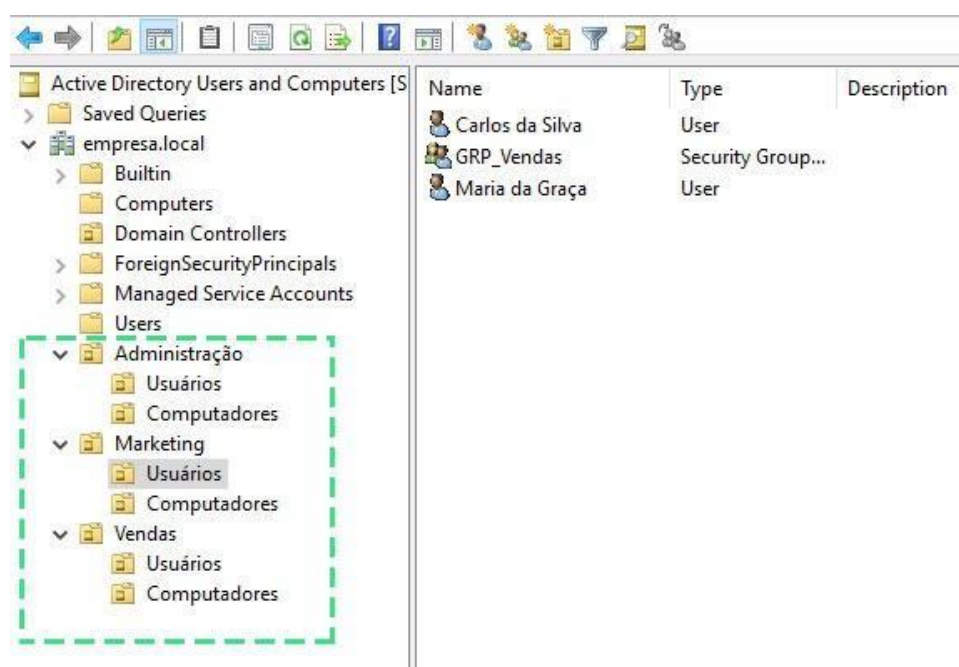 Active Directory Users and Computers [S
Saved Queries
empresa.local
Builtin
Computers
Domain Controllers
ForeignSecurityPrincipals
Managed Service Accounts
Users
Administração
Usuários
Computadores
Marketing
Usuários
Computadores
Vendas
Usuários
Computadores
Name Type Description
Carlos da Silva User
GRP_Vendas Security Group...
Maria da Graça User